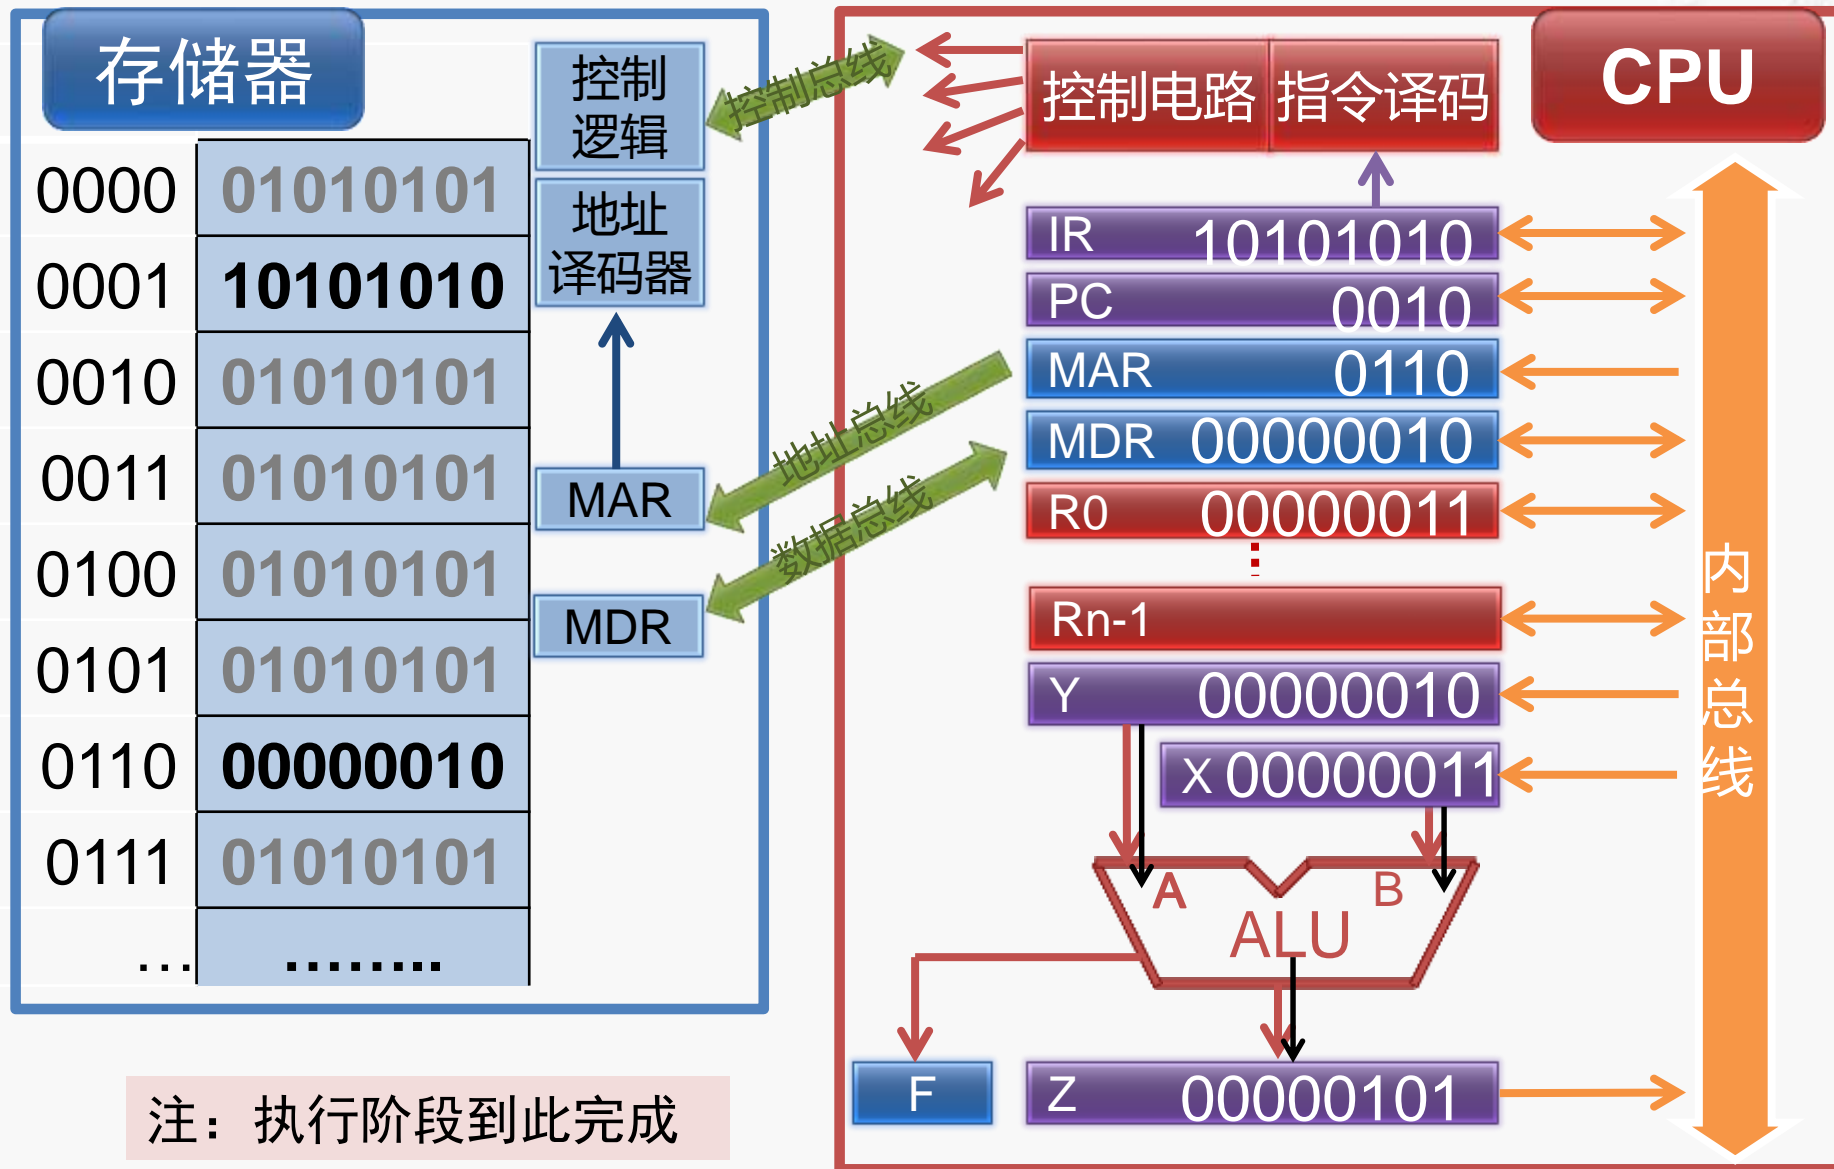 存储器
0000 01010101
0001 10101010
0010 01010101
0011 01010101
0100 01010101
0101 01010101
0110 00000010
0111 01010101
… ……..
控制
逻辑
地址
译码器
MAR
MDR
控制总线
地址总线
数据总线
CPU
控制电路 指令译码
IR 10101010
PC 0010
MAR 0110
MDR 00000010
R0 00000011
Rn-1
Y 00000010
X 00000011
A B
ALU
F
Z 00000101
内
部
总
线
注：执行阶段到此完成